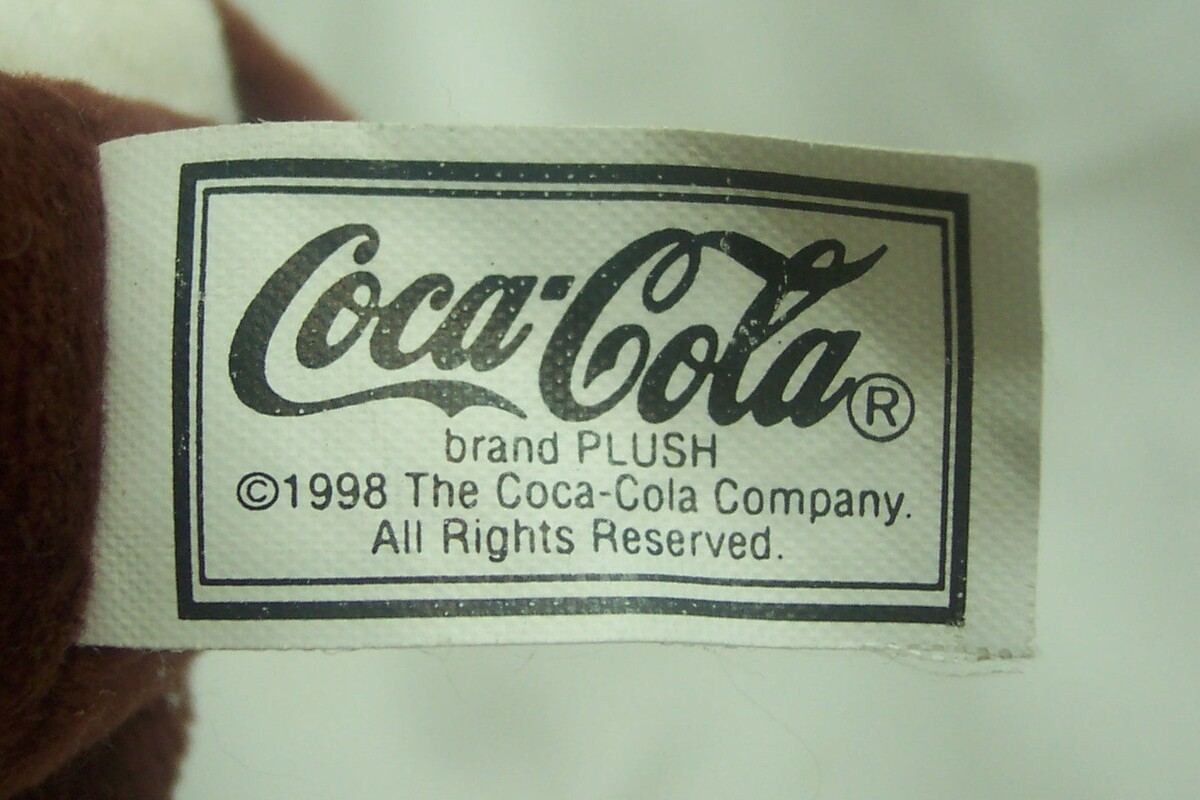 Coca-Cola®
brand PLUSH
©1998 The Coca-Cola Company.
All Rights Reserved.